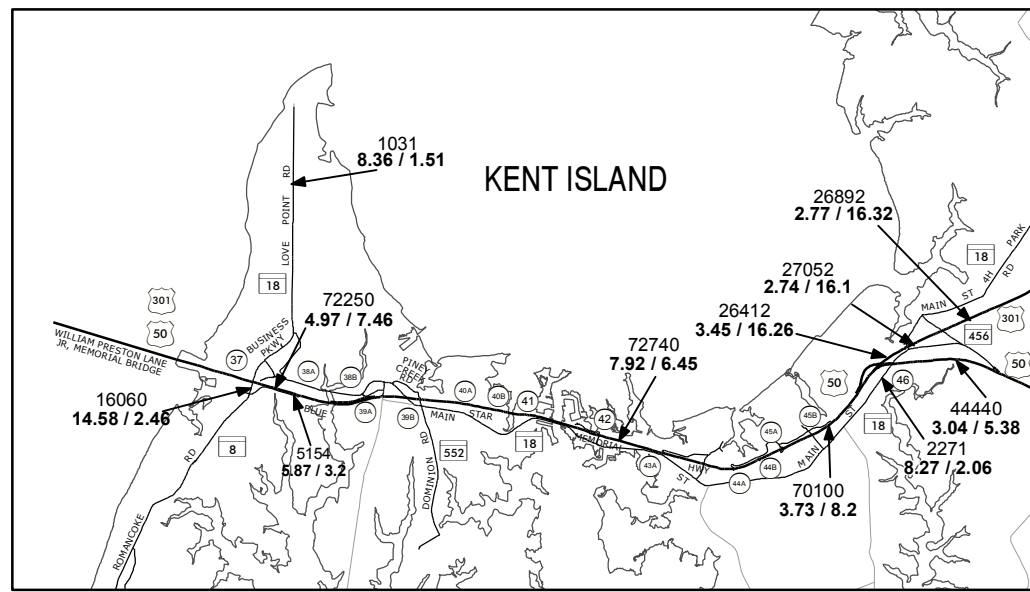 KENT ISLAND
1031
8.36 / 1.51
LOVE POINT RD
18
301
50
WILLIAM PRESTON LANE
JR, MEMORIAL BRIDGE
37
BUSINESS
PKWY
72250
4.97 / 7.46
38A
38B
PINEY
CREEK
RD
16060
14.58 / 2.46
BLUE
39A
39B
MAIN STAR
40A
40B
41
18
42
MEMORIAL
HWY
72740
7.92 / 6.45
5154
5.87 / 3.2
8
ROMANCOKE RD
552
DOMINION RD
43A
ST
44A
44B
45A
45B
MAIN ST
70100
3.73 / 8.2
26892
2.77 / 16.32
27052
2.74 / 16.1
26412
3.45 / 16.26
18
MAIN ST
4H PARK
RD
301
456
50
50
46
18
44440
3.04 / 5.38
2271
8.27 / 2.06